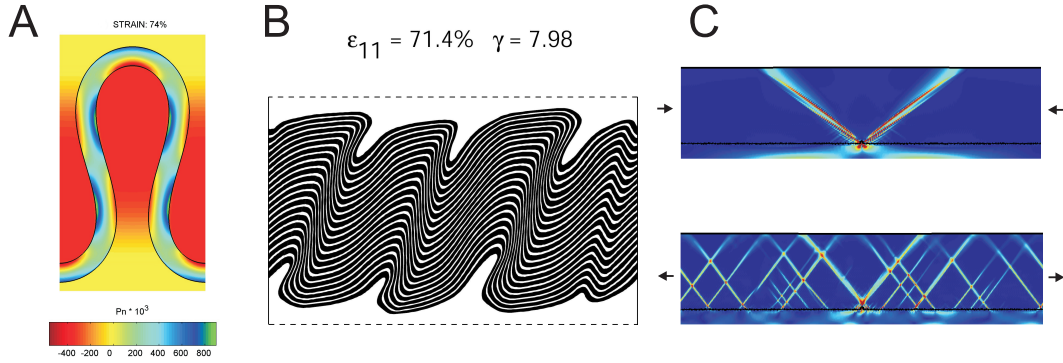 A
STRAIN: 74%
Pn * 10³
-400 -200 0 200 400 600 800
B
ε₁₁ = 71.4% γ = 7.98
C